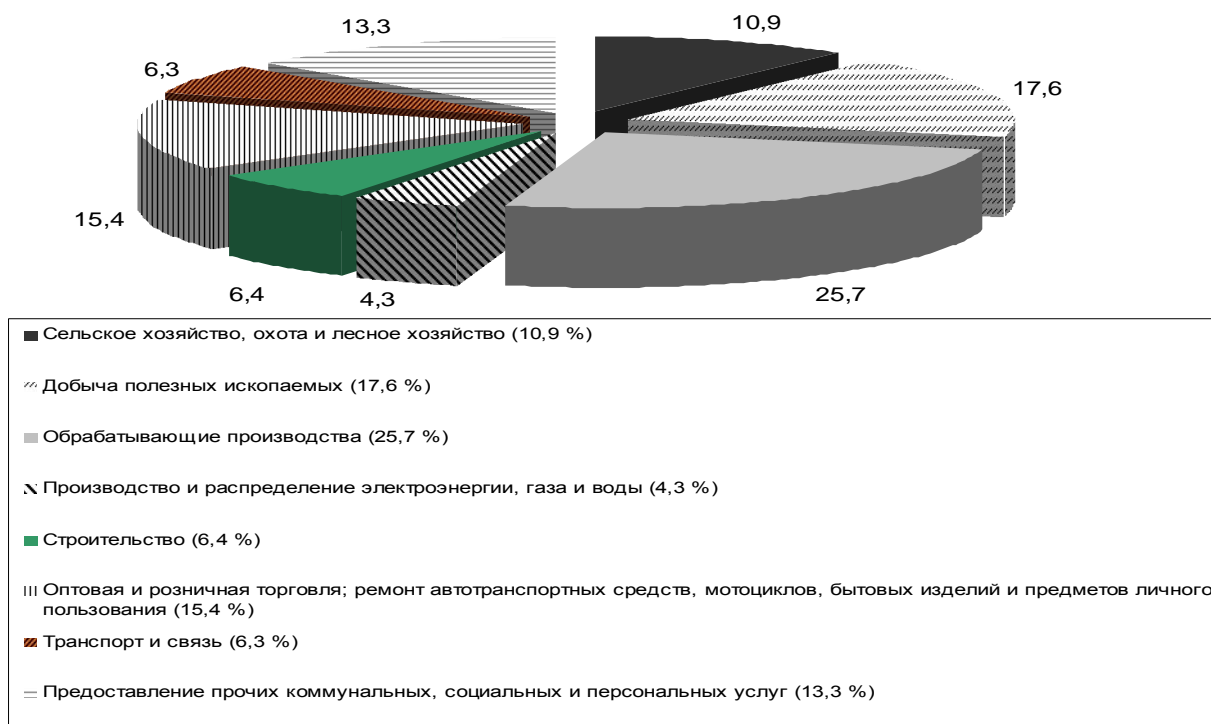 13,3
10,9
6,3
17,6
15,4
6,4
4,3
25,7
Сельское хозяйство, охота и лесное хозяйство (10,9 %)
Добыча полезных ископаемых (17,6 %)
Обрабатывающие производства (25,7 %)
Производство и распределение электроэнергии, газа и воды (4,3 %)
Строительство (6,4 %)
Оптовая и розничная торговля; ремонт автотранспортных средств, мотоциклов, бытовых изделий и предметов личного
пользования (15,4 %)
Транспорт и связь (6,3 %)
Предоставление прочих коммунальных, социальных и персональных услуг (13,3 %)